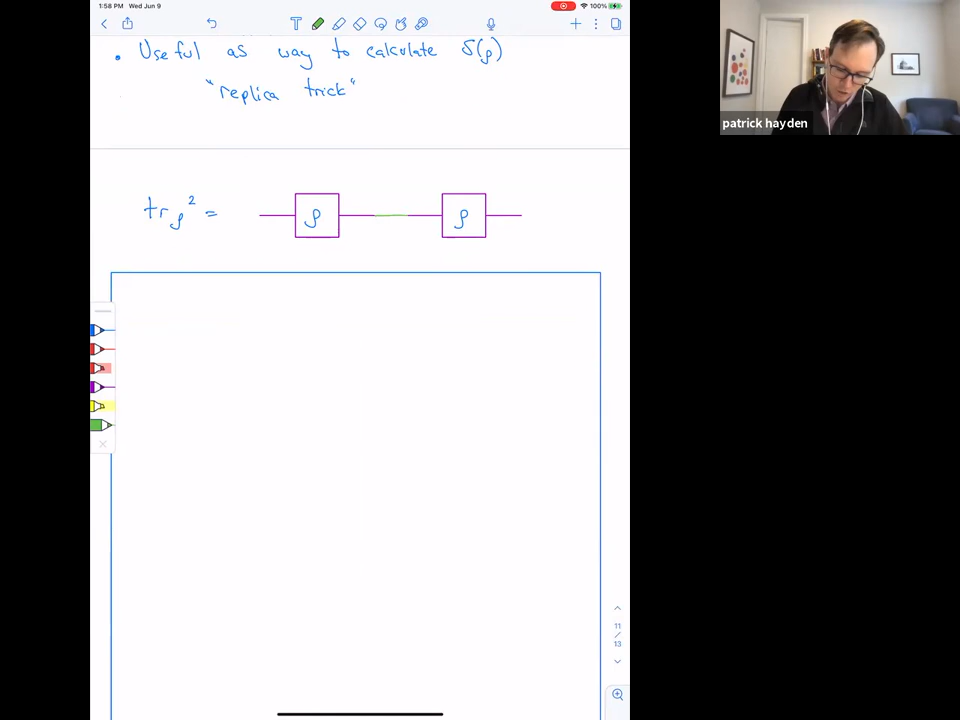 1:58 PM Wed Jun 9
100%
• Useful as way to calculate S(ρ)
"replica trick"
tr ρ² = ρ ρ
patrick hayden
11
/
13